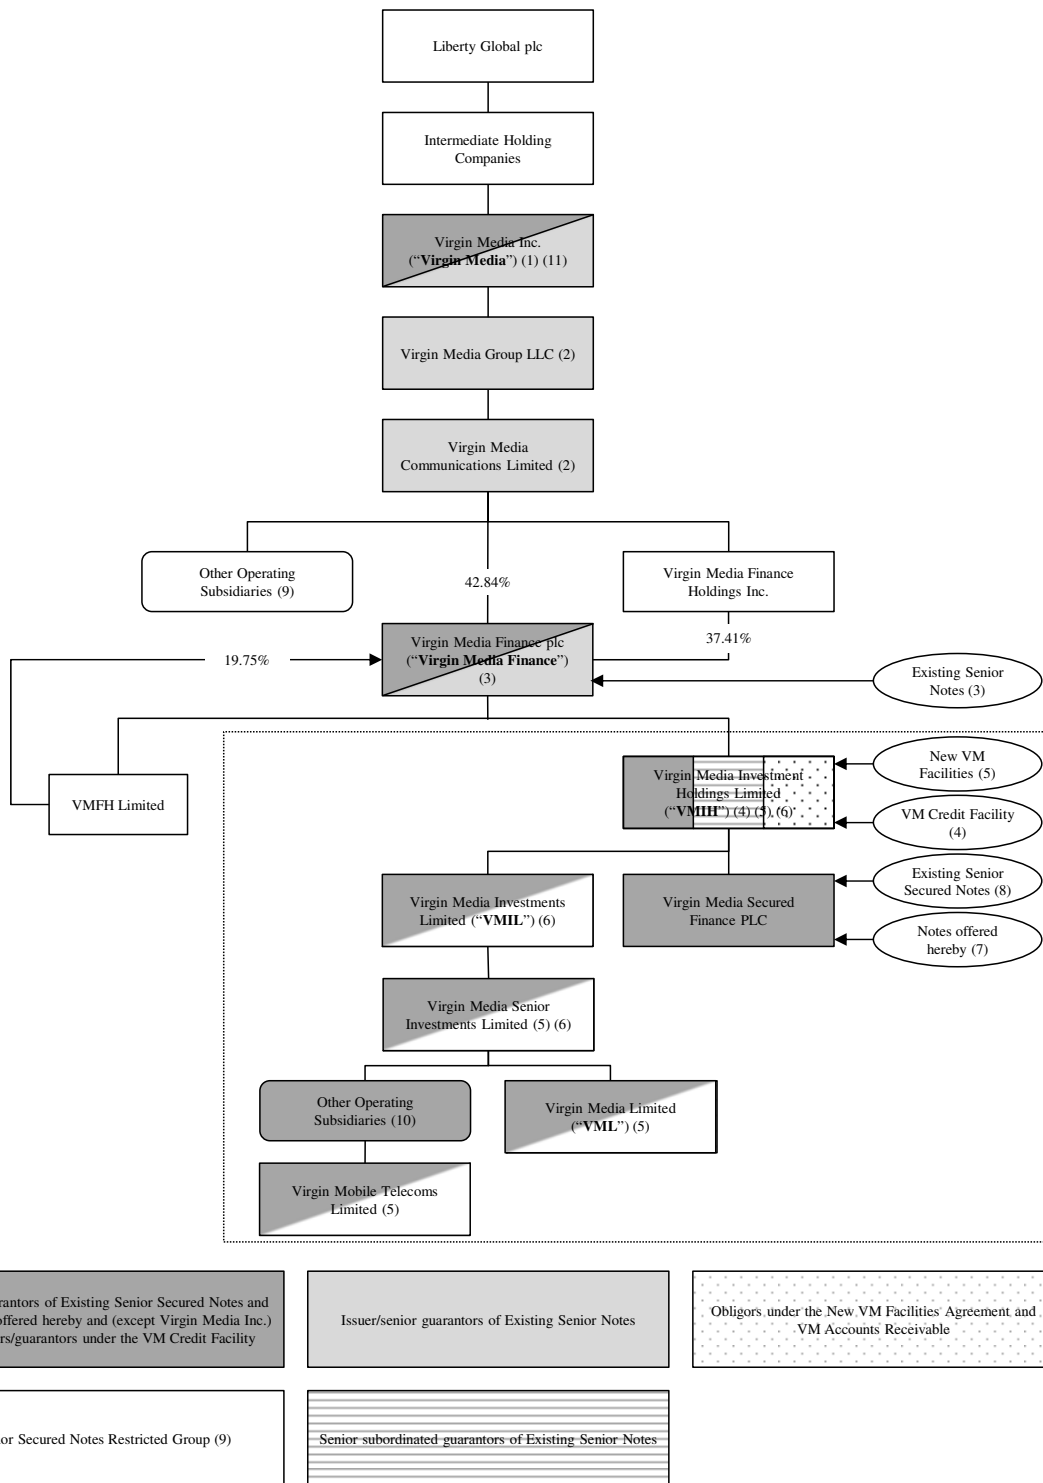 Liberty Global plc
Intermediate Holding
Companies
Virgin Media Inc.
(“Virgin Media”) (1) (11)
Virgin Media Group LLC (2)
Virgin Media
Communications Limited (2)
Other Operating
Subsidiaries (9)
42.84%
Virgin Media Finance
Holdings Inc.
37.41%
19.75%
Virgin Media Finance plc
(“Virgin Media Finance”)
(3)
Existing Senior
Notes (3)
VMFH Limited
Virgin Media Investment
Holdings Limited
(“VMIH”) (4) (5) (6)
New VM
Facilities (5)
VM Credit Facility
(4)
Virgin Media Investments
Limited (“VMIL”) (6)
Virgin Media Secured
Finance PLC
Existing Senior
Secured Notes (8)
Notes offered
hereby (7)
Virgin Media Senior
Investments Limited (5) (6)
Other Operating
Subsidiaries (10)
Virgin Media Limited
(“VML”) (5)
Virgin Mobile Telecoms
Limited (5)
of Existing Senior Secured Notes and
offered hereby and (except Virgin Media Inc.)
/guarantors under the VM Credit Facility
Issuer/senior guarantors of Existing Senior Notes
Obligors under the New VM Facilities Agreement and
VM Accounts Receivable
Secured Notes Restricted Group (9)
Senior subordinated guarantors of Existing Senior Notes